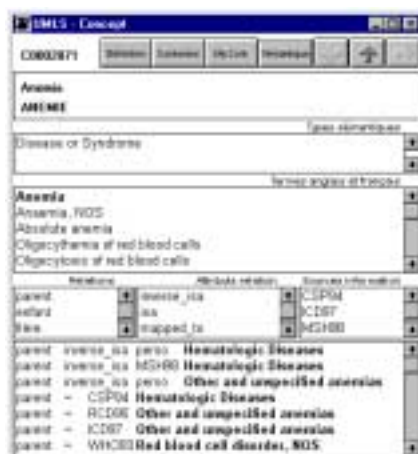 UMLS - Concept
C0002871
Anemia
ANEMIE
Types sémantiques
Disease or Syndrome
Termes anglais et français
Anemia
Anaemia, NOS
Absolute anemia
Oligocythemia of red blood cells
Oligocytosis of red blood cells
Relations Attributs relation Sources information
parent inverse_isa CSP94
enfant isa ICD97
frère mapped_to MSH98
parent inverse_isa perso Hematologic Diseases
parent inverse_isa MSH98 Hematologic Diseases
parent inverse_isa perso Other and unspecified anemias
parent - CSP94 Hematologic Diseases
parent - RCD95 Other and unspecified anemias
parent - ICD97 Other and unspecified anemias
parent - WHO93 Red blood cell disorder, NOS